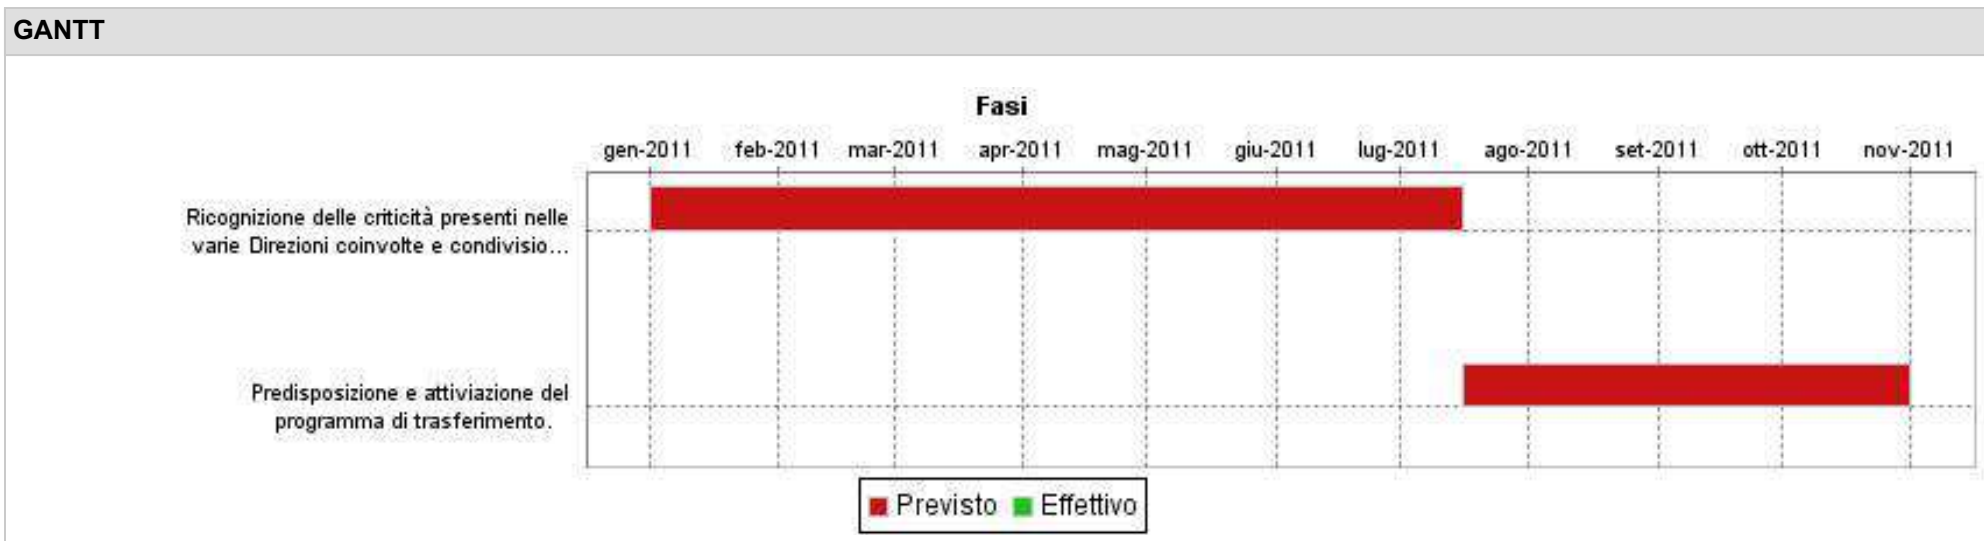 GANTT
Fasi
gen-2011 feb-2011 mar-2011 apr-2011 mag-2011 giu-2011 lug-2011 ago-2011 set-2011 ott-2011 nov-2011
Ricognizione delle criticità presenti nelle
varie Direzioni coinvolte e condivisio...
Predisposizione e attiviazione del
programma di trasferimento.
Previsto Effettivo